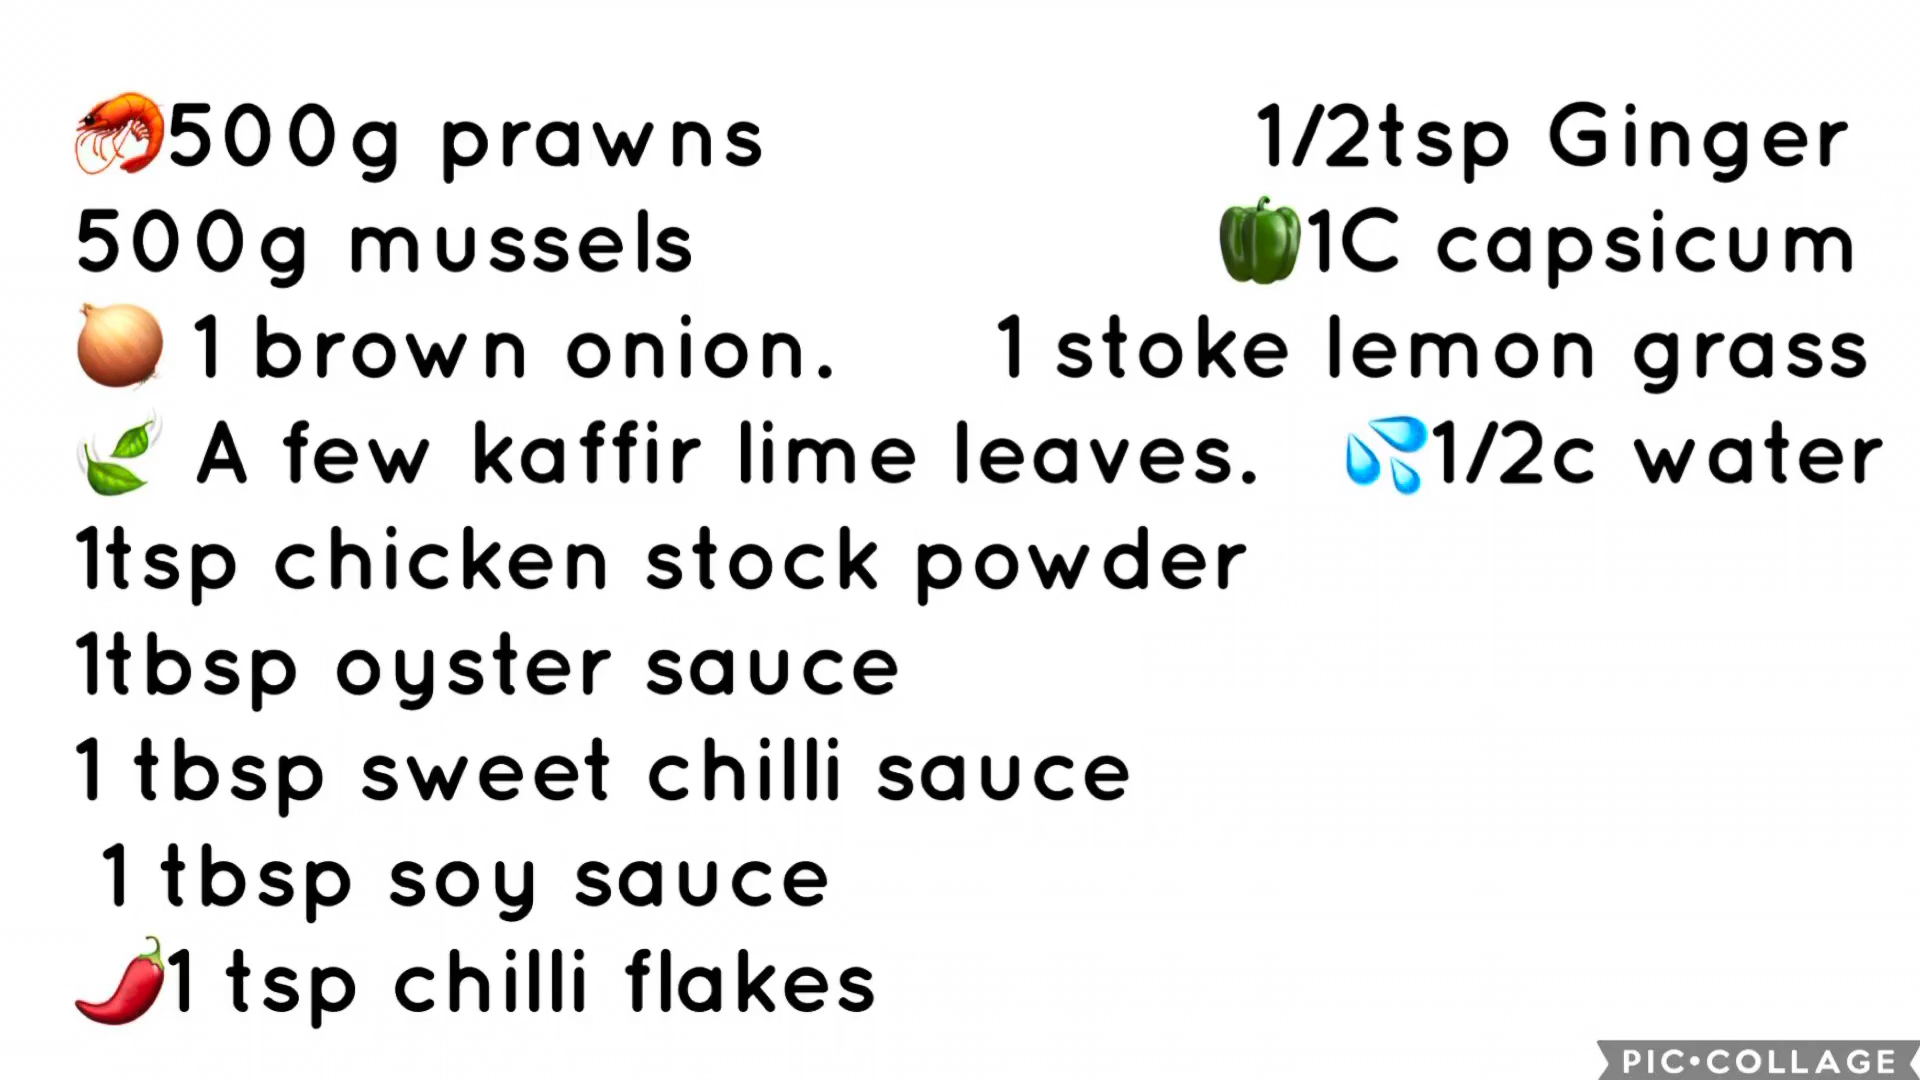 500g prawns 1/2tsp Ginger
500g mussels 1C capsicum
1 brown onion. 1 stoke lemon grass
A few kaffir lime leaves. 1/2c water
1tsp chicken stock powder
1tbsp oyster sauce
1 tbsp sweet chilli sauce
1 tbsp soy sauce
1 tsp chilli flakes
PIC•COLLAGE